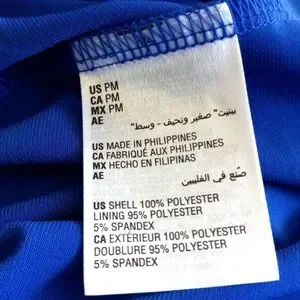 US PM
CA PM
MX PM
AE بيتيت" صغير ونحيف - وسط"
US MADE IN PHILIPPINES
CA FABRIQUÉ AUX PHILIPPINES
MX HECHO EN FILIPINAS
AE صُنع في الفلبين
US SHELL 100% POLYESTER
LINING 95% POLYESTER
5% SPANDEX
CA EXTÉRIEUR 100% POLYESTER
DOUBLURE 95% POLYESTER
5% SPANDEX